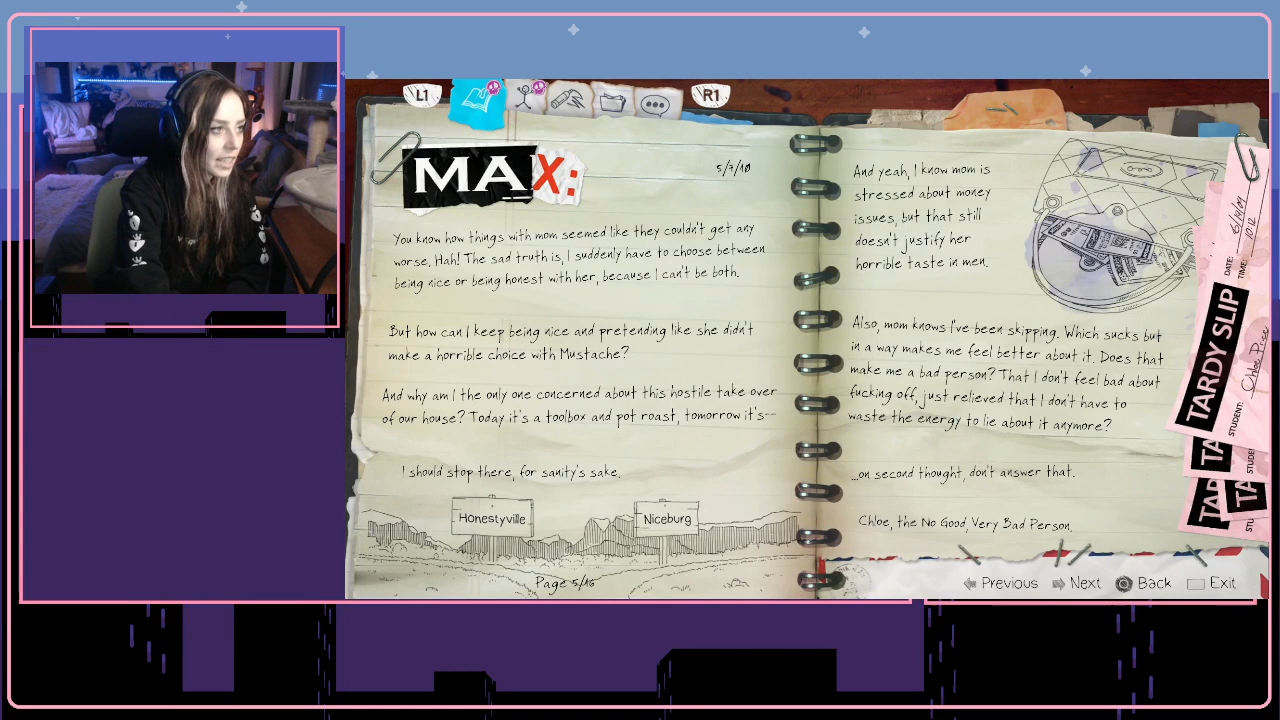 L1
R1
MAX:
5/7/10
You know how things with mom seemed like they couldn't get any
worse. Hah! The sad truth is, I suddenly have to choose between
being nice or being honest with her, because I can't be both.
But how can I keep being nice and pretending like she didn't
make a horrible choice with Mustache?
And why am I the only one concerned about this hostile take over
of our house? Today it's a toolbox and pot roast, tomorrow it's--
I should stop there, for sanity's sake.
Honestyville
Niceburg
Page 5/16
And yeah, I know mom is
stressed about money
issues, but that still
doesn't justify her
horrible taste in men.
Also, mom knows I've been skipping. Which sucks but
in a way makes me feel better about it. Does that
make me a bad person? That I don't feel bad about
fucking off, just relieved that I don't have to
waste the energy to lie about it anymore?
...on second thought, don't answer that.
Chloe, the No Good, Very Bad Person.
TARDY SLIP
DATE:
TIME:
STUDENT:
Previous
Next
Back
Exit